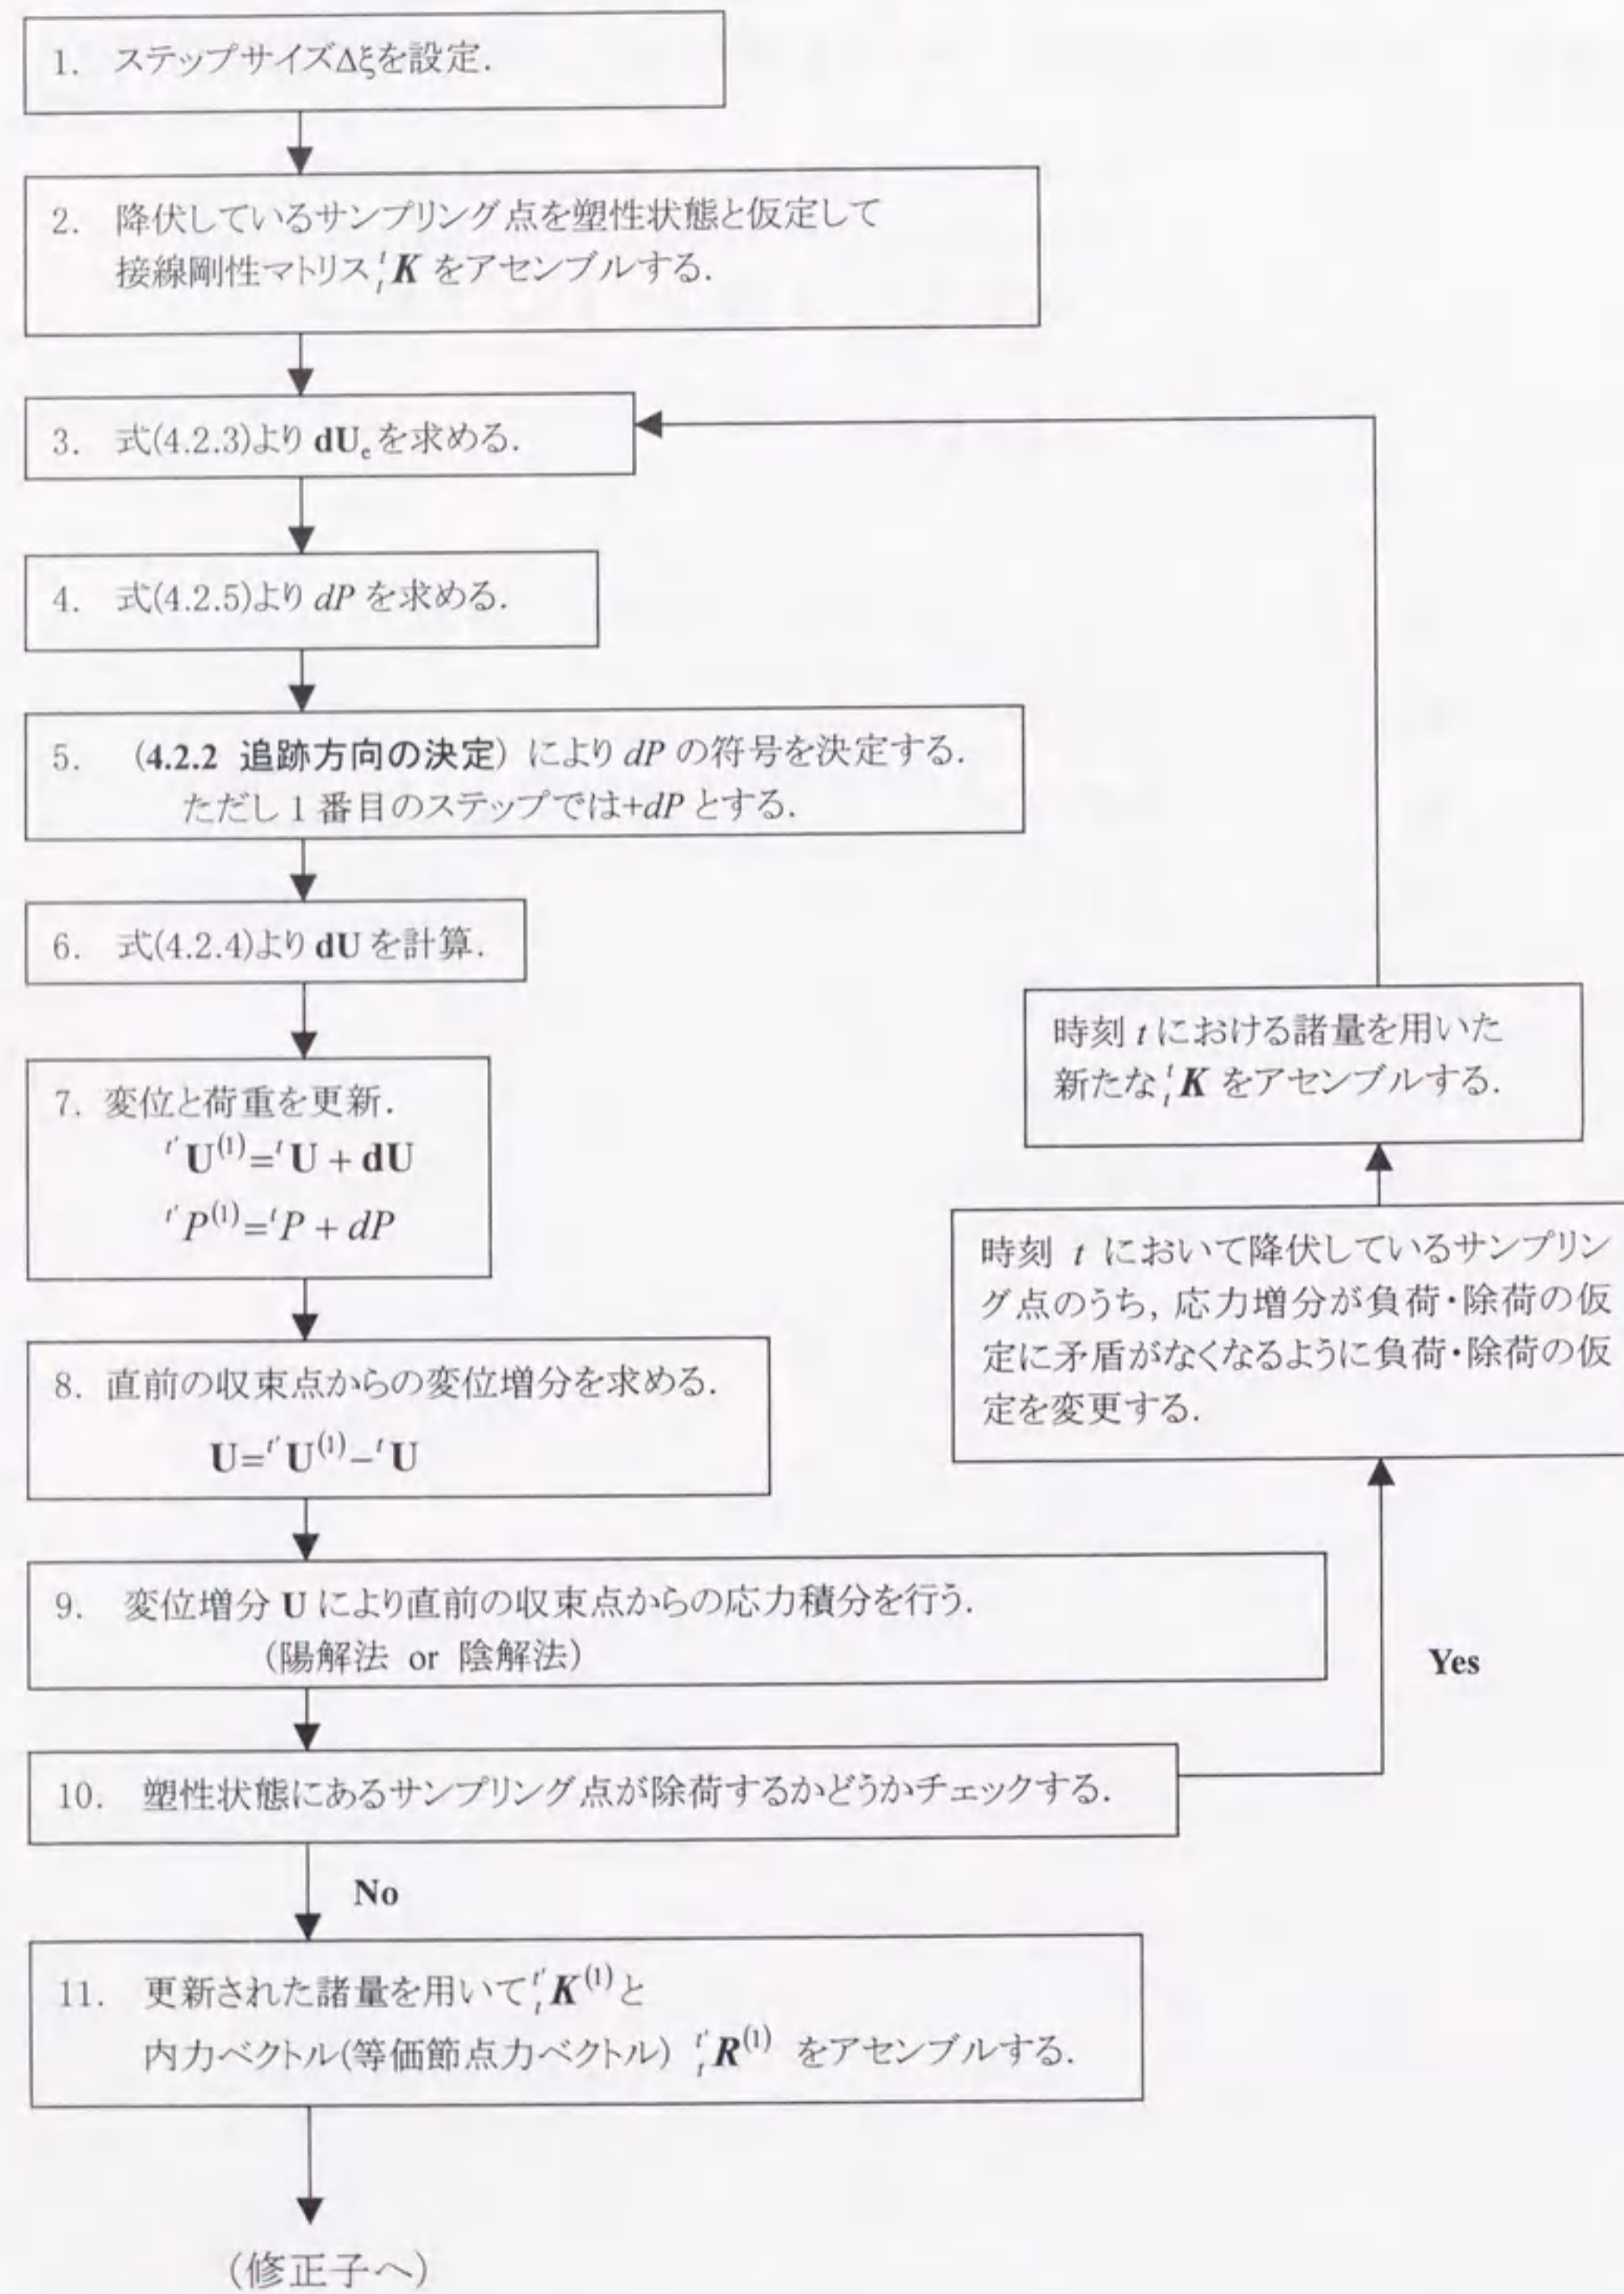 1. ステップサイズΔξを設定.
2. 降伏しているサンプリング点を塑性状態と仮定して
接線剛性マトリス ᵗₜK をアセンブルする.
3. 式(4.2.3)より dUₑを求める.
4. 式(4.2.5)より dP を求める.
5. (4.2.2 追跡方向の決定) により dP の符号を決定する.
ただし 1 番目のステップでは+dP とする.
6. 式(4.2.4)より dU を計算.
7. 変位と荷重を更新.
ᵗ′U⁽¹⁾=ᵗU + dU
ᵗ′P⁽¹⁾=ᵗP + dP
8. 直前の収束点からの変位増分を求める.
U=ᵗ′U⁽¹⁾−ᵗU
9. 変位増分 U により直前の収束点からの応力積分を行う.
(陽解法 or 陰解法)
10. 塑性状態にあるサンプリング点が除荷するかどうかチェックする.
Yes
時刻 t において降伏しているサンプリン
グ点のうち, 応力増分が負荷・除荷の仮
定に矛盾がなくなるように負荷・除荷の仮
定を変更する.
時刻 t における諸量を用いた
新たな ᵗₜK をアセンブルする.
No
11. 更新された諸量を用いて ᵗ′ₜK⁽¹⁾と
内力ベクトル(等価節点力ベクトル) ᵗ′ₜR⁽¹⁾ をアセンブルする.
(修正子へ)